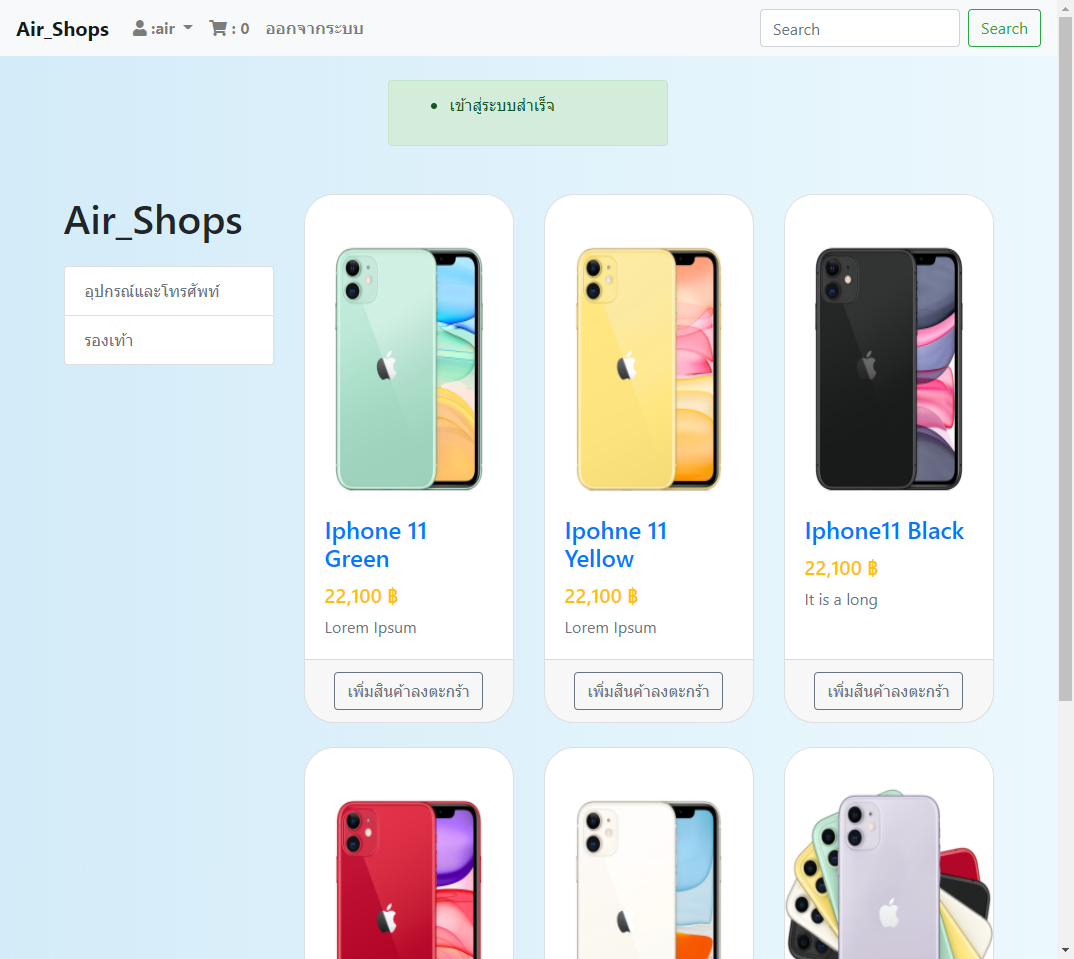 Air_Shops :air : 0 ออกจากระบบ Search Search
เข้าสู่ระบบสำเร็จ
Air_Shops
อุปกรณ์และโทรศัพท์
รองเท้า
Iphone 11
Green
22,100 ฿
Lorem Ipsum
เพิ่มสินค้าลงตะกร้า
Ipohne 11
Yellow
22,100 ฿
Lorem Ipsum
เพิ่มสินค้าลงตะกร้า
Iphone11 Black
22,100 ฿
It is a long
เพิ่มสินค้าลงตะกร้า